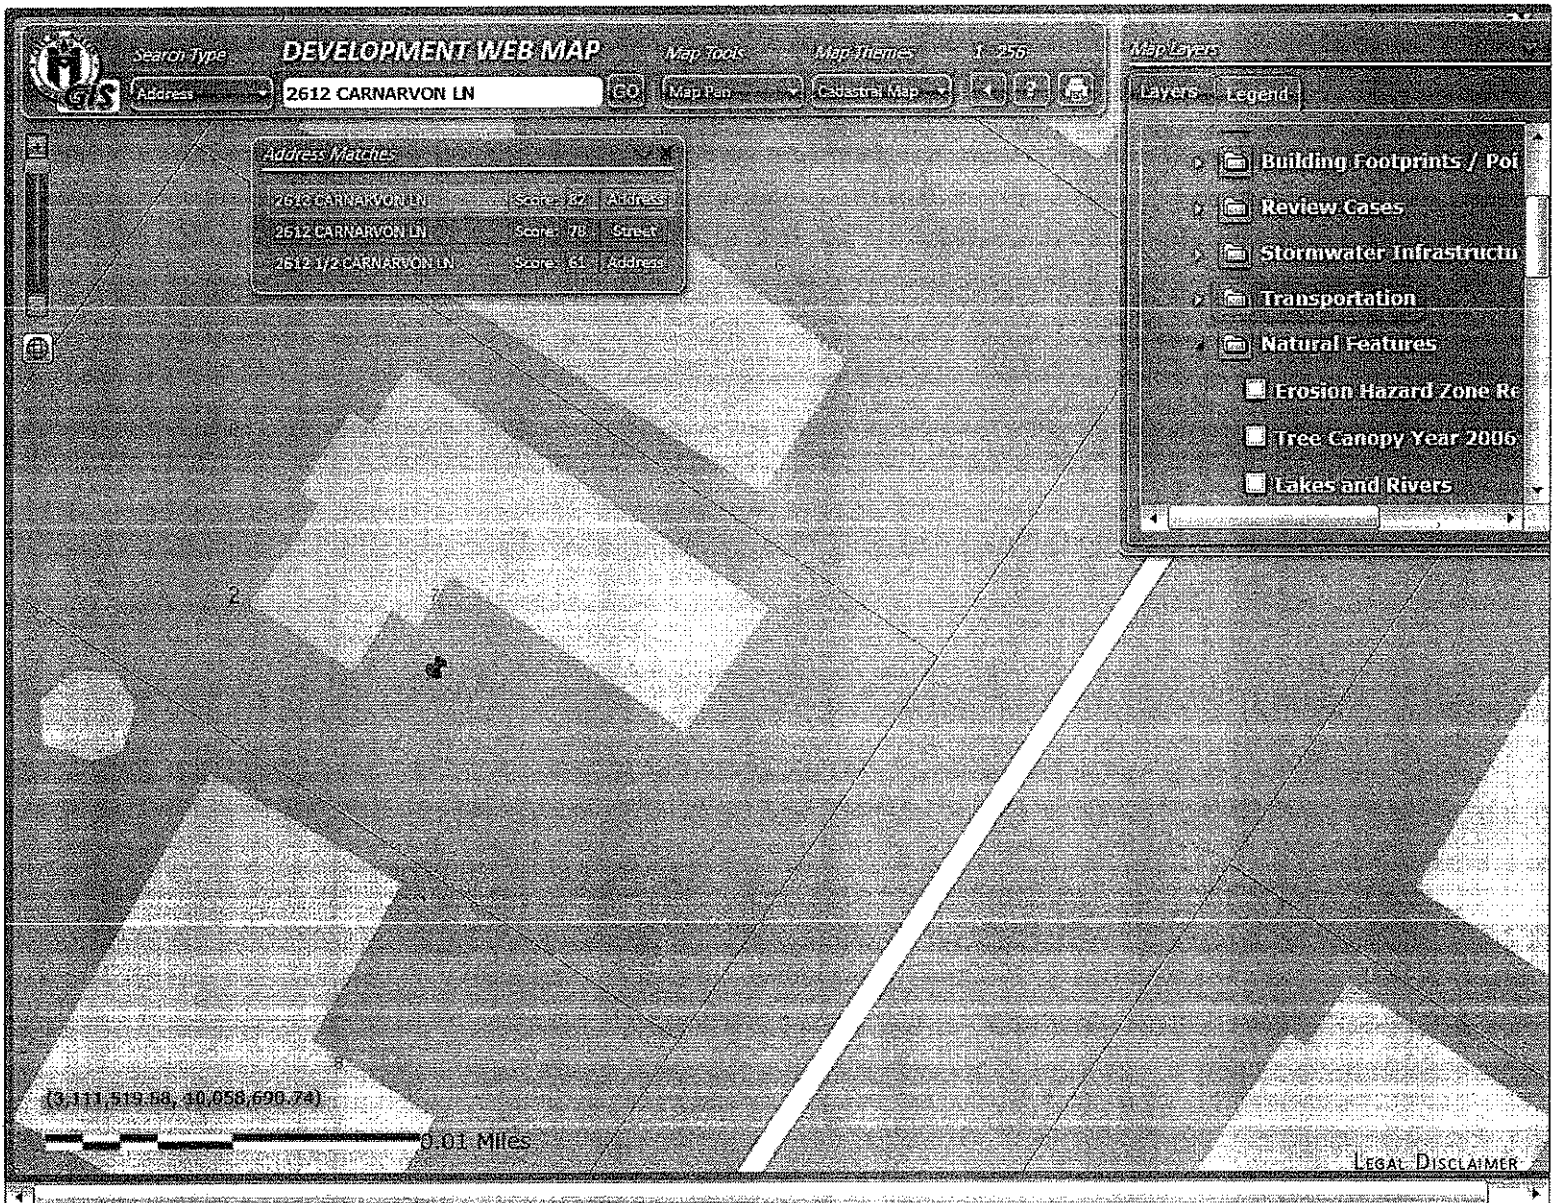 Search Type
DEVELOPMENT WEB MAP
Map Tools
Map Themes
1 : 256
Map Layers
GIS
Address
2612 CARNARVON LN
GO
Map Pan
Cadastral Map
?
Layers
Legend
Address Matches
2613 CARNARVON LN Score: 82 Address
2612 CARNARVON LN Score: 78 Street
2612 1/2 CARNARVON LN Score: 61 Address
Building Footprints / Poi
Review Cases
Stormwater Infrastructu
Transportation
Natural Features
Erosion Hazard Zone Re
Tree Canopy Year 2006
Lakes and Rivers
2
(3,111,519.68, 10,058,690.74)
0.01 Miles
LEGAL DISCLAIMER